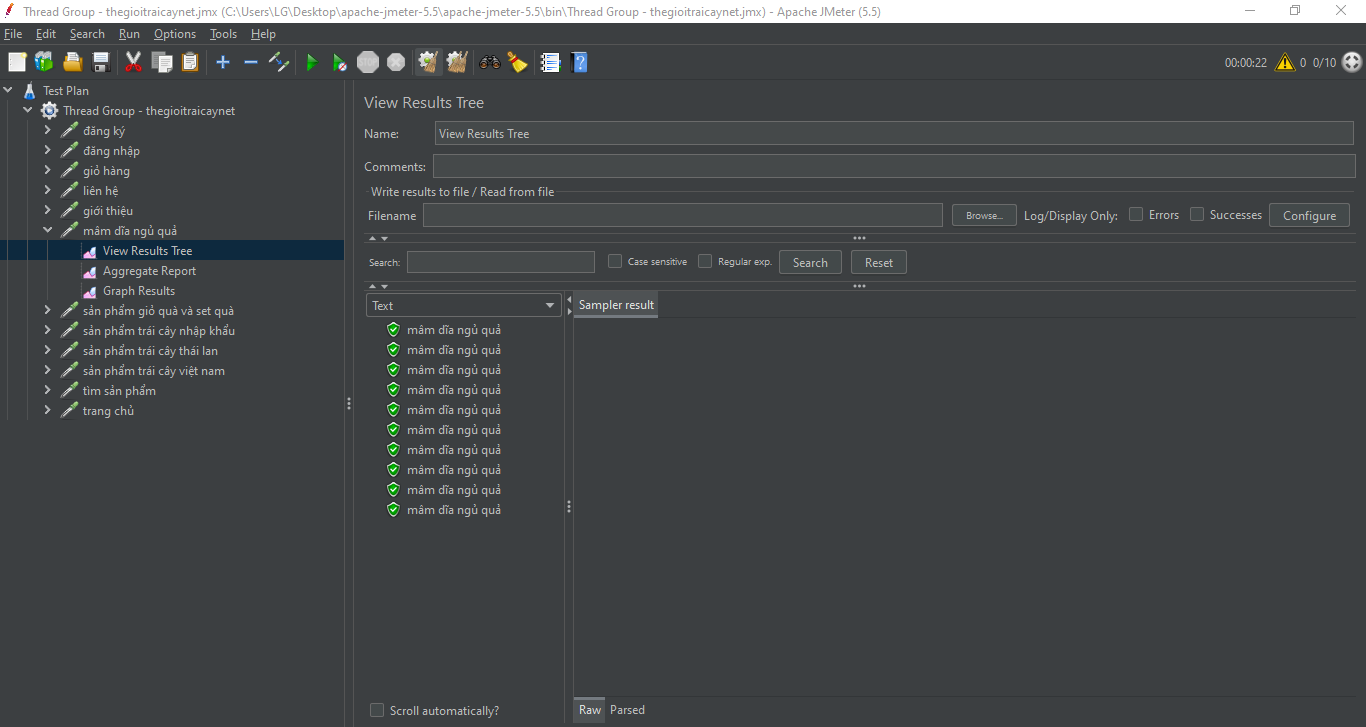 Thread Group - thegioitraicaynet.jmx (C:\Users\LG\Desktop\apache-jmeter-5.5\apache-jmeter-5.5\bin\Thread Group - thegioitraicaynet.jmx) - Apache JMeter (5.5)
File Edit Search Run Options Tools Help
STOP 00:00:22 0 0/10
Test Plan
Thread Group - thegioitraicaynet
đăng ký
đăng nhập
giỏ hàng
liên hệ
giới thiệu
mâm dĩa ngủ quả
View Results Tree
Aggregate Report
Graph Results
sản phẩm giỏ quà và set quà
sản phẩm trái cây nhập khẩu
sản phẩm trái cây thái lan
sản phẩm trái cây việt nam
tìm sản phẩm
trang chủ
View Results Tree
Name: View Results Tree
Comments:
Write results to file / Read from file
Filename Browse... Log/Display Only: Errors Successes Configure
Search: Case sensitive Regular exp. Search Reset
Text
Sampler result
mâm dĩa ngủ quả
mâm dĩa ngủ quả
mâm dĩa ngủ quả
mâm dĩa ngủ quả
mâm dĩa ngủ quả
mâm dĩa ngủ quả
mâm dĩa ngủ quả
mâm dĩa ngủ quả
mâm dĩa ngủ quả
mâm dĩa ngủ quả
Scroll automatically?
Raw Parsed